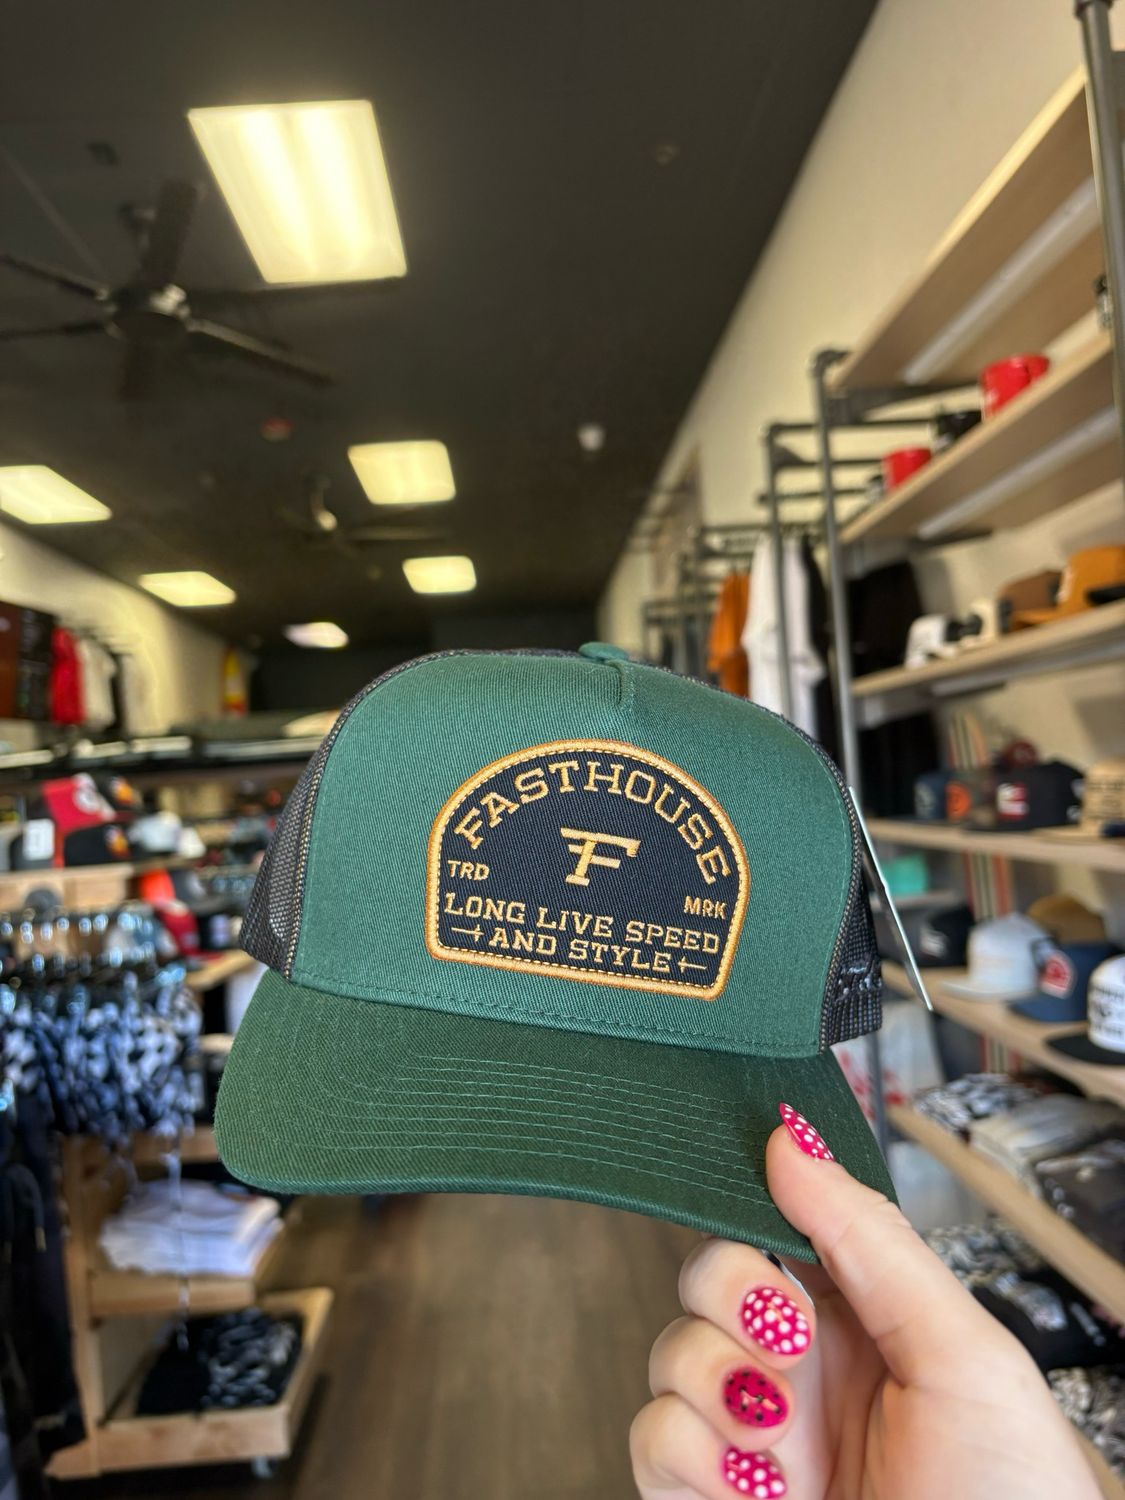 FASTHOUSE
F
TRD
MRK
LONG LIVE SPEED
AND STYLE